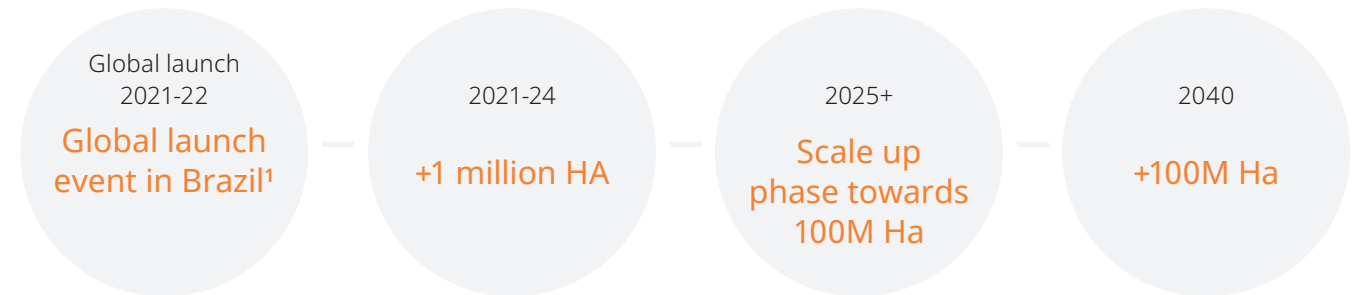 Global launch
2021-22
Global launch
event in Brazil¹
2021-24
+1 million HA
2025+
Scale up
phase towards
100M Ha
2040
+100M Ha